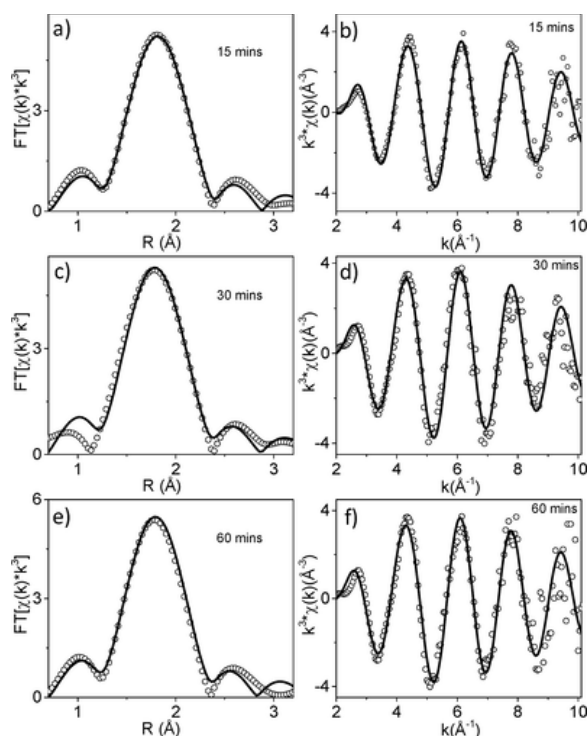 a)
15 mins
FT[χ(k)*k³]
5
0
1
2
3
R (Å)
b)
15 mins
k³*χ(k)(Å⁻³)
4
0
-4
2
4
6
8
10
k(Å⁻¹)
c)
30 mins
FT[χ(k)*k³]
5
0
1
2
3
R (Å)
d)
30 mins
k³*χ(k)(Å⁻³)
4
0
-4
2
4
6
8
10
k(Å⁻¹)
e)
60 mins
FT[χ(k)*k³]
6
3
0
1
2
3
R (Å)
f)
60 mins
k³*χ(k)(Å⁻³)
4
0
-4
2
4
6
8
10
k(Å⁻¹)